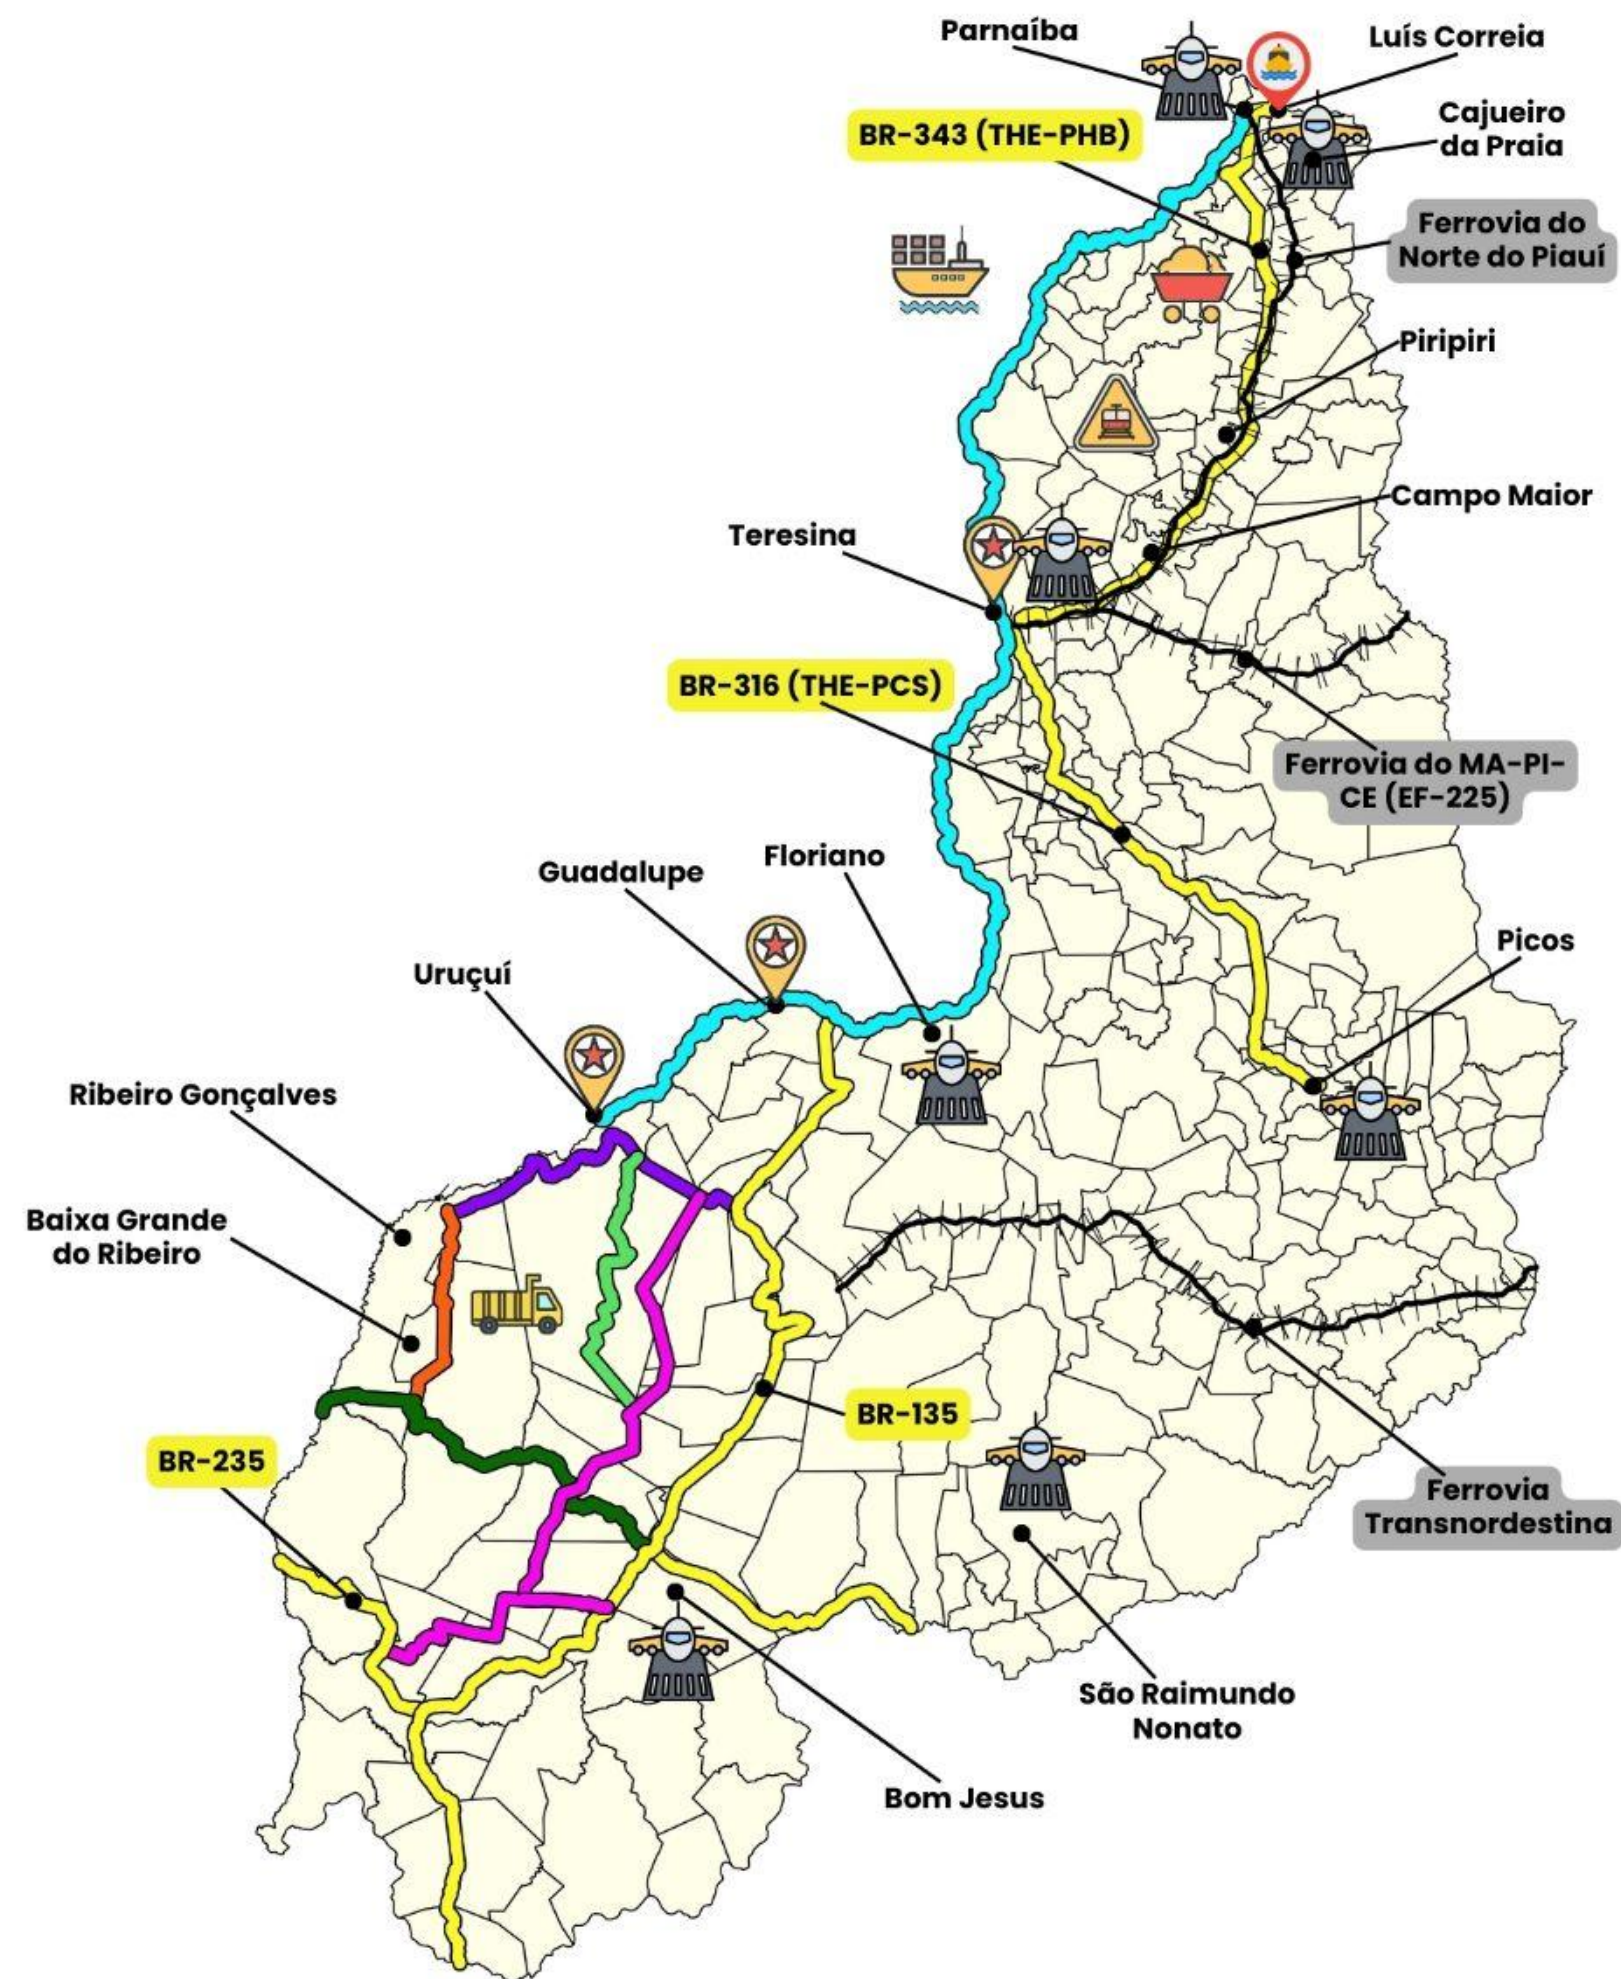 Parnaíba
Luís Correia
Cajueiro
da Praia
BR-343 (THE-PHB)
Ferrovia do
Norte do Piauí
Piripiri
Campo Maior
Teresina
BR-316 (THE-PCS)
Ferrovia do MA-PI-
CE (EF-225)
Floriano
Guadalupe
Picos
Uruçuí
Ribeiro Gonçalves
Baixa Grande
do Ribeiro
BR-135
BR-235
Ferrovia
Transnordestina
São Raimundo
Nonato
Bom Jesus